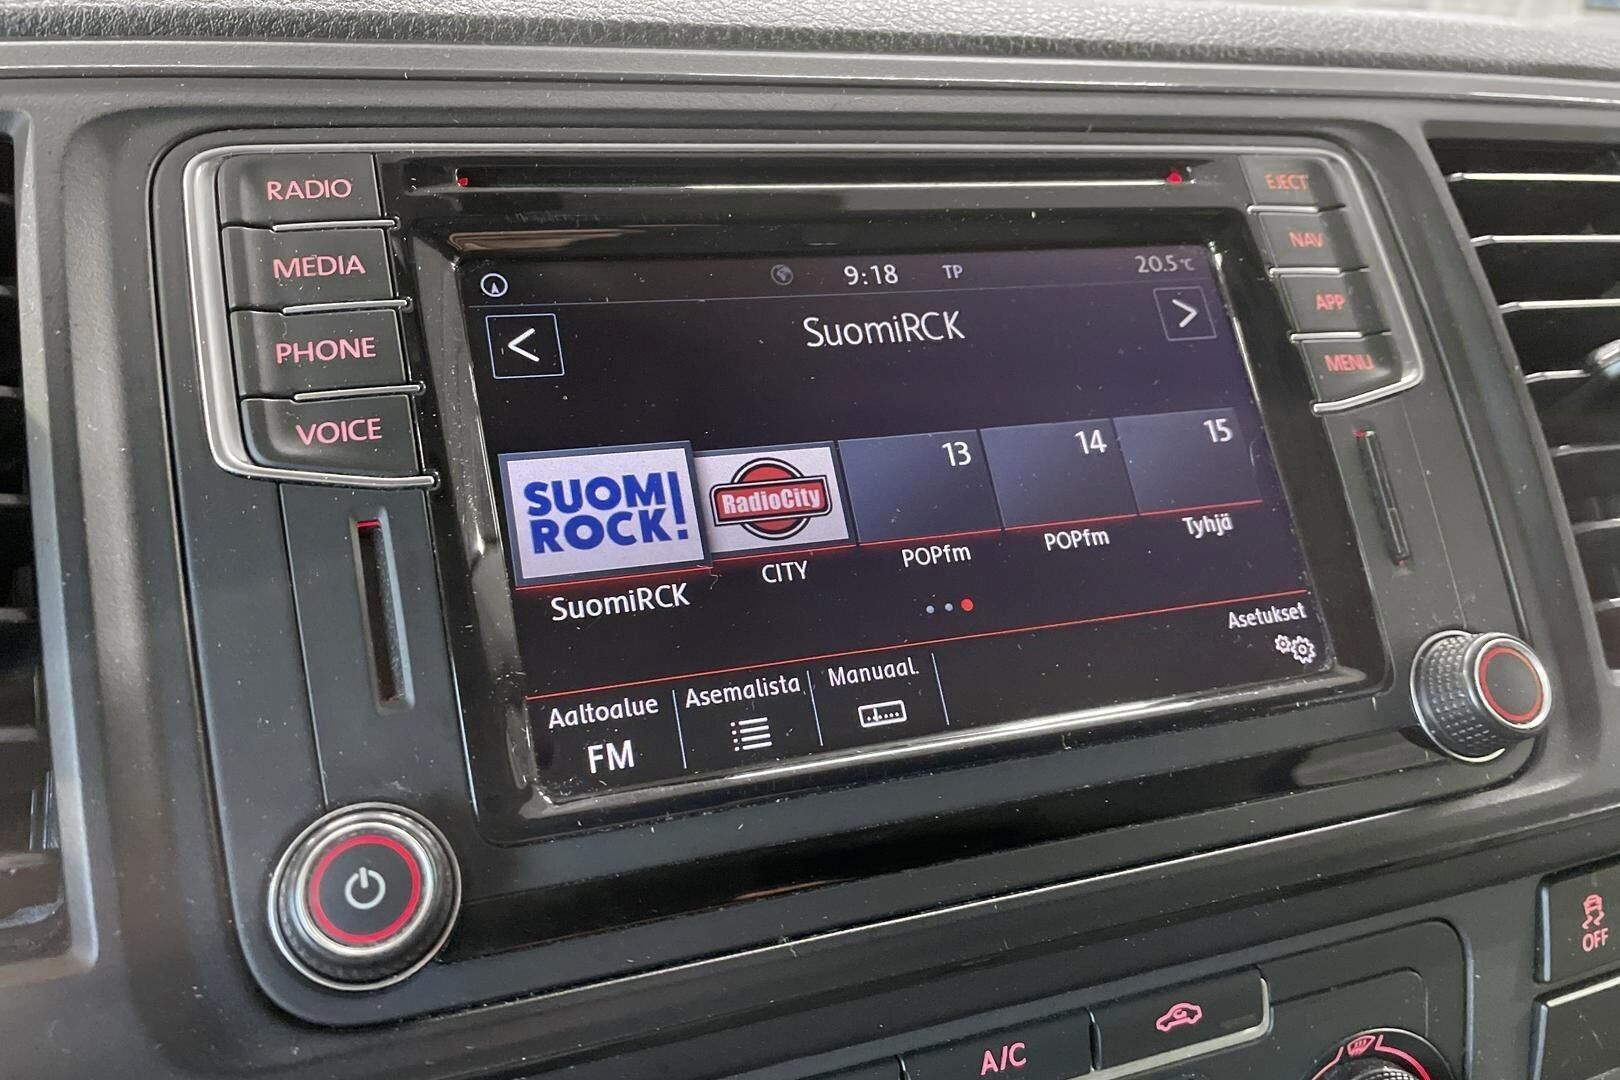 RADIO
MEDIA
PHONE
VOICE
EJECT
NAV
APP
MENU
9:18 TP 20.5°C
<
SuomiRCK
>
SUOMI
ROCK!
RadioCity
13
14
15
SuomiRCK
CITY
POPfm
POPfm
Tyhjä
Asetukset
Aaltoalue
FM
Asemalista
Manuaal.
OFF
A/C